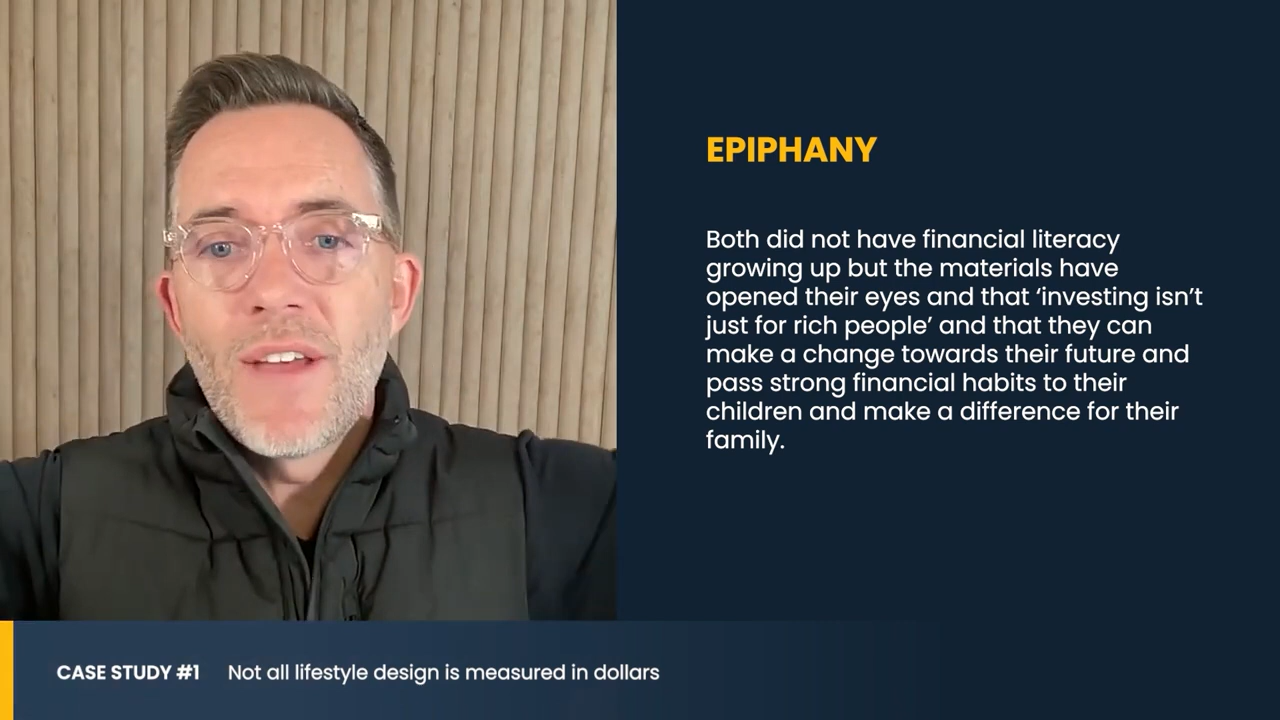 EPIPHANY
Both did not have financial literacy
growing up but the materials have
opened their eyes and that ‘investing isn’t
just for rich people’ and that they can
make a change towards their future and
pass strong financial habits to their
children and make a difference for their
family.
CASE STUDY #1 Not all lifestyle design is measured in dollars